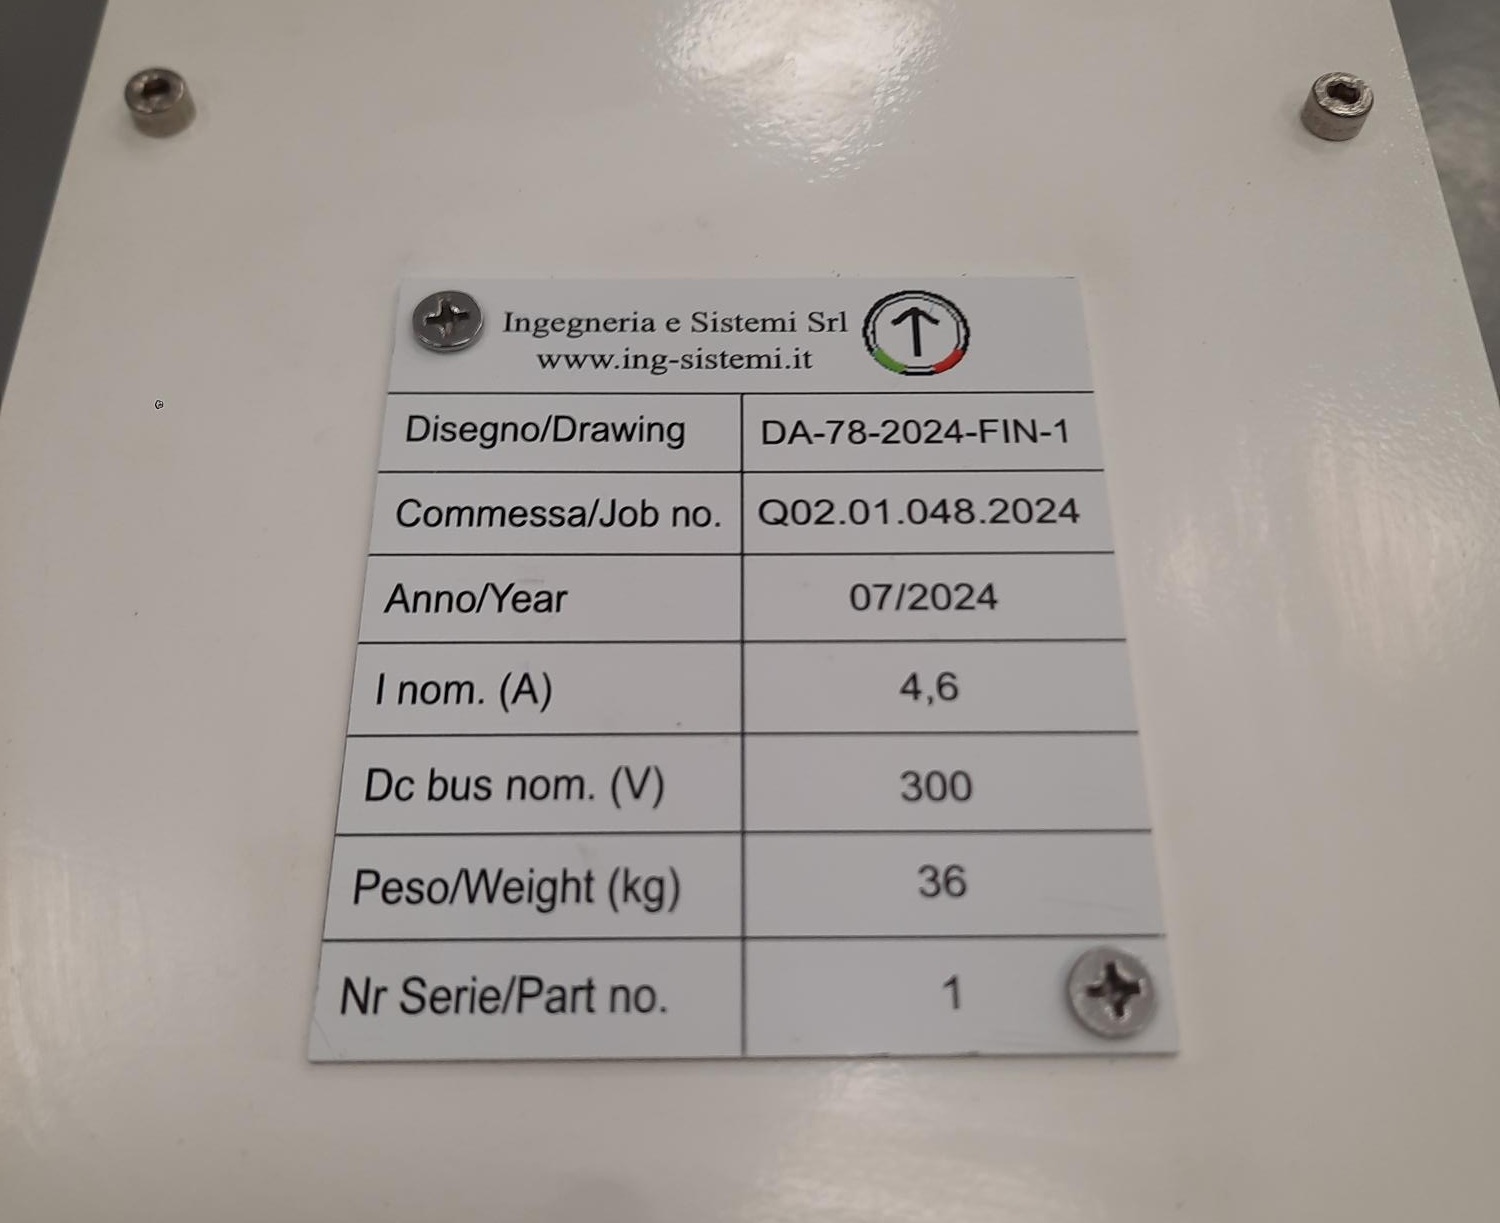 Ingegneria e Sistemi Srl
www.ing-sistemi.it
Disegno/Drawing DA-78-2024-FIN-1
Commessa/Job no. Q02.01.048.2024
Anno/Year 07/2024
I nom. (A) 4,6
Dc bus nom. (V) 300
Peso/Weight (kg) 36
Nr Serie/Part no. 1